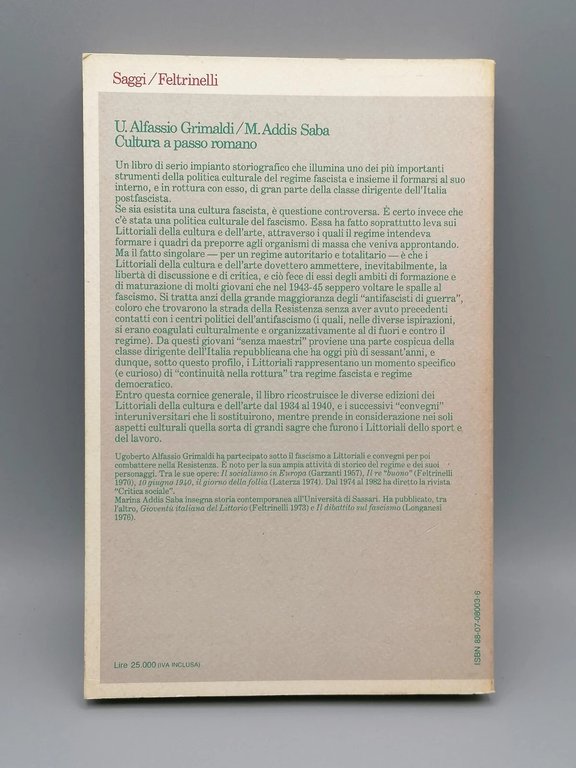 Saggi/Feltrinelli
U. Alfassio Grimaldi/M. Addis Saba
Cultura a passo romano
Un libro di serio impianto storiografico che illumina uno dei più importanti
strumenti della politica culturale del regime fascista e insieme il formarsi al suo
interno, e in rottura con esso, di gran parte della classe dirigente dell'Italia
postfascista.
Se sia esistita una cultura fascista, è questione controversa. È certo invece che
c'è stata una politica culturale del fascismo. Essa ha fatto soprattutto leva sui
Littoriali della cultura e dell'arte, attraverso i quali il regime intendeva
formare i quadri da preporre agli organismi di massa che veniva approntando.
Ma il fatto singolare — per un regime autoritario e totalitario — è che i
Littoriali della cultura e dell'arte dovettero ammettere, inevitabilmente, la
libertà di discussione e di critica, e ciò fece di essi degli ambiti di formazione e
di maturazione di molti giovani che nel 1943-45 seppero voltare le spalle al
fascismo. Si tratta anzi della grande maggioranza degli "antifascisti di guerra",
coloro che trovarono la strada della Resistenza senza aver avuto precedenti
contatti con i centri politici dell'antifascismo (i quali, nelle diverse ispirazioni,
si erano coagulati culturalmente e organizzativamente al di fuori e contro il
regime). Da questi giovani "senza maestri" proviene una parte cospicua della
classe dirigente dell'Italia repubblicana che ha oggi più di sessant'anni, e
dunque, sotto questo profilo, i Littoriali rappresentano un momento specifico
(e curioso) di "continuità nella rottura" tra regime fascista e regime
democratico.
Entro questa cornice generale, il libro ricostruisce le diverse edizioni dei
Littoriali della cultura e dell'arte dal 1934 al 1940, e i successivi "convegni"
interuniversitari che li sostituirono, mentre prende in considerazione nei soli
aspetti culturali quella sorta di grandi sagre che furono i Littoriali dello sport e
del lavoro.
Ugoberto Alfassio Grimaldi ha partecipato sotto il fascismo a Littoriali e convegni per poi
combattere nella Resistenza. È noto per la sua ampia attività di storico del regime e dei suoi
personaggi. Tra le sue opere: Il socialismo in Europa (Garzanti 1957), Il re "buono" (Feltrinelli
1970), 10 giugno 1940, il giorno della follia (Laterza 1974). Dal 1974 al 1982 ha diretto la rivista
"Critica sociale".
Marina Addis Saba insegna storia contemporanea all'Università di Sassari. Ha pubblicato, tra
l'altro, Gioventù italiana del Littorio (Feltrinelli 1973) e Il dibattito sul fascismo (Longanesi
1976).
Lire 25.000 (IVA INCLUSA)
ISBN 88-07-08003-6